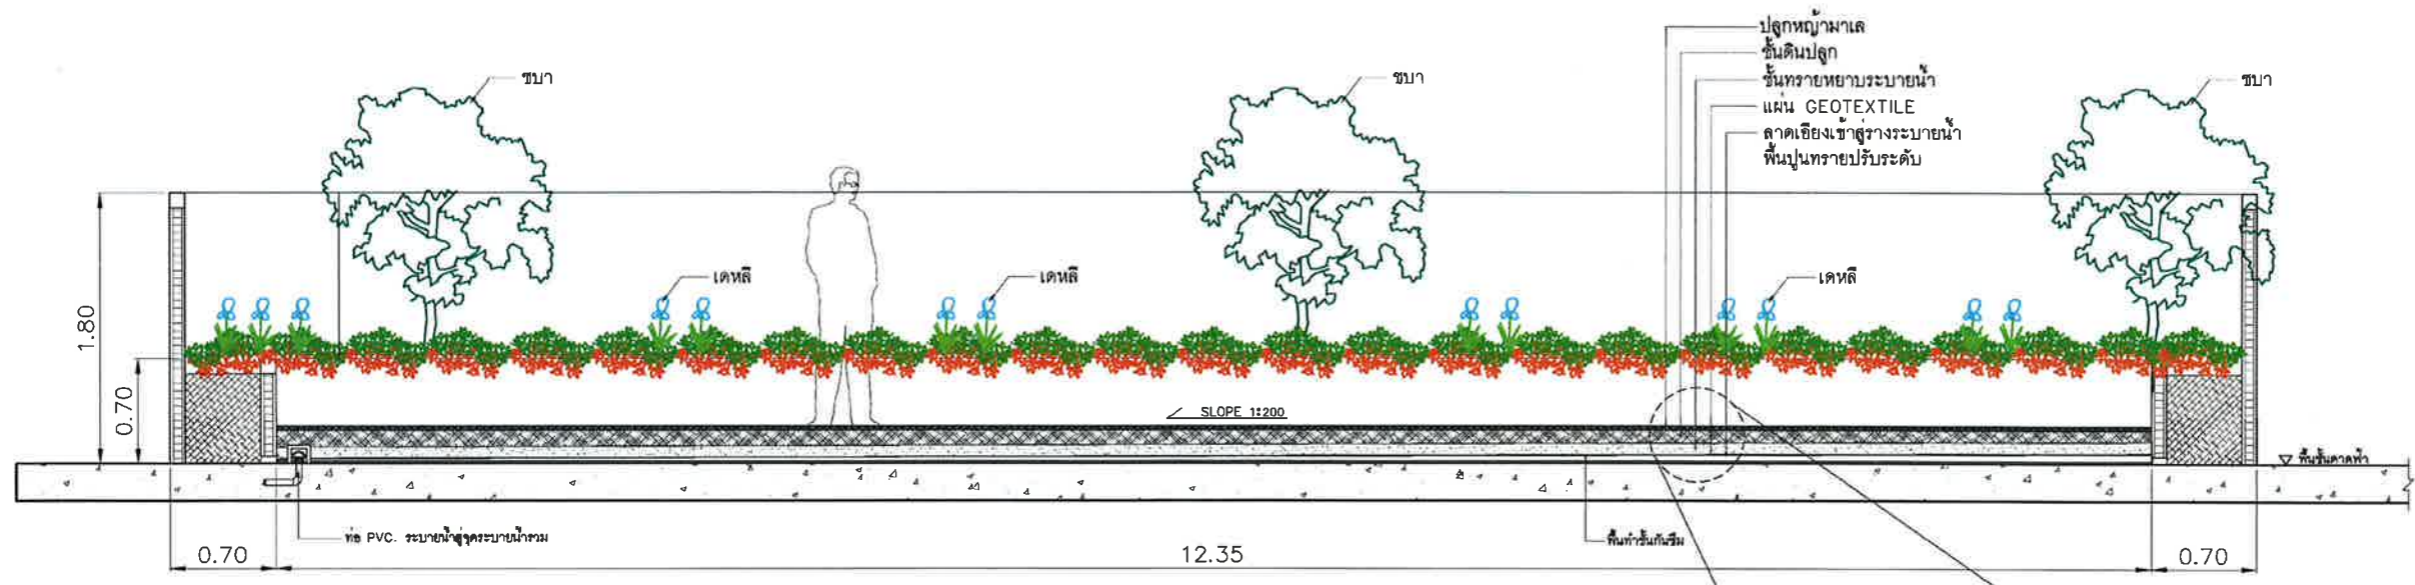 ปลูกหญ้ามาเล
ชั้นดินปลูก
ชั้นทรายหยาบระบายน้ำ
แผ่น GEOTEXTILE
ลาดเอียงเข้าสู่รางระบายน้ำ
พื้นปูนทรายปรับระดับ
ชบา
ชบา
ชบา
เดหลี
เดหลี
เดหลี
1.80
0.70
SLOPE 1:200
พื้นชั้นดาดฟ้า
ท่อ PVC. ระบายน้ำสู่จุดระบายน้ำรวม
พื้นทำชั้นกันซึม
0.70
12.35
0.70